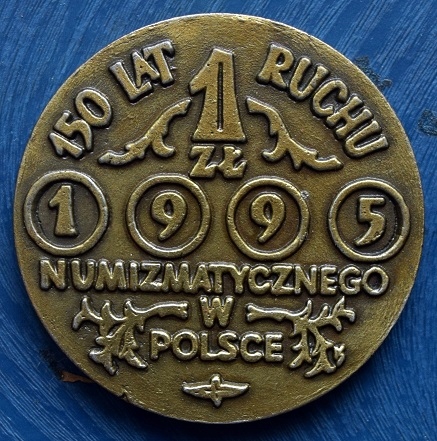 150 LAT RUCHU
1
ZŁ
1 9 9 5
NUMIZMATYCZNEGO
W
POLSCE